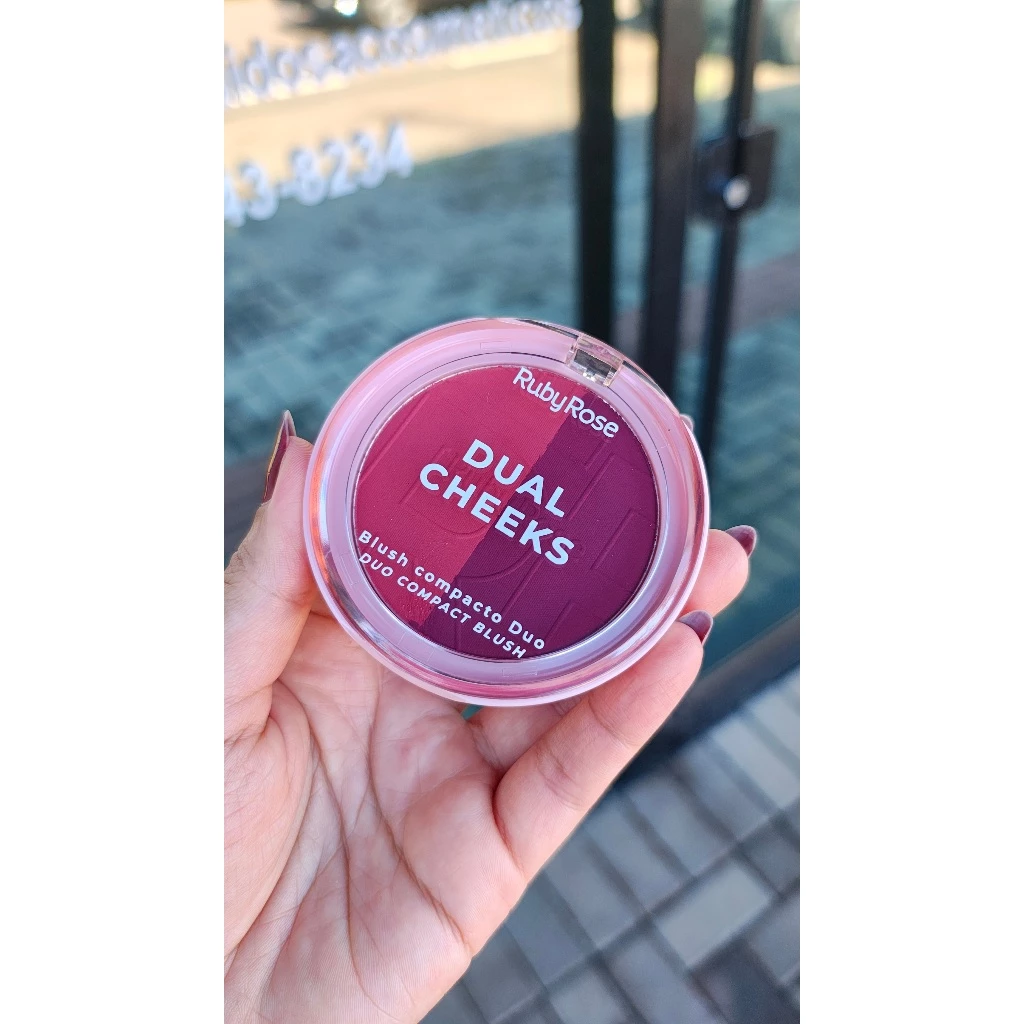 43-8234
RubyRose
DUAL
CHEEKS
Blush compacto Duo
DUO COMPACT BLUSH